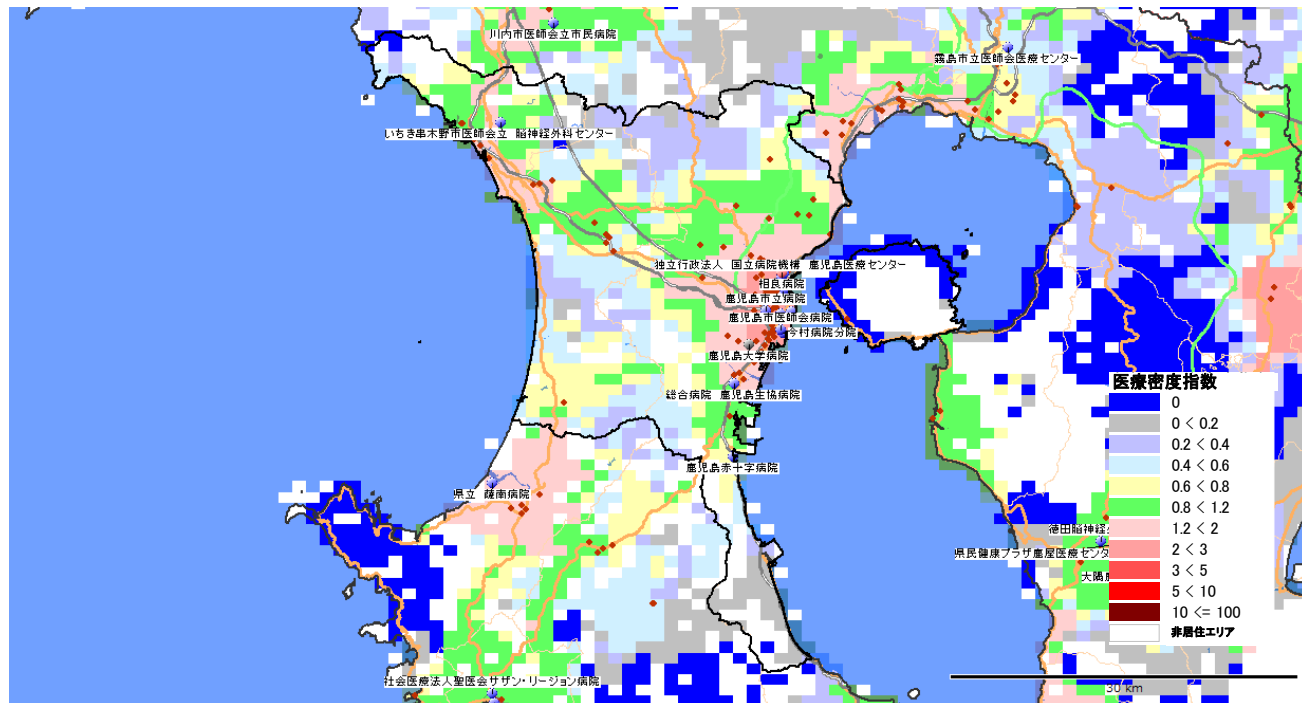 川内市医師会立市民病院
霧島市立医師会医療センター
いちき串木野市医師会立 脳神経外科センター
独立行政法人 国立病院機構 鹿児島医療センター
相良病院
鹿児島市立病院
鹿児島市医師会病院
今村病院分院
鹿児島大学病院
総合病院 鹿児島生協病院
鹿児島赤十字病院
県立 薩南病院
徳田脳神経
県民健康プラザ鹿屋医療センタ
大隅
社会医療法人聖医会サザン・リージョン病院
医療密度指数
0
0 < 0.2
0.2 < 0.4
0.4 < 0.6
0.6 < 0.8
0.8 < 1.2
1.2 < 2
2 < 3
3 < 5
5 < 10
10 <= 100
非居住エリア
30 km